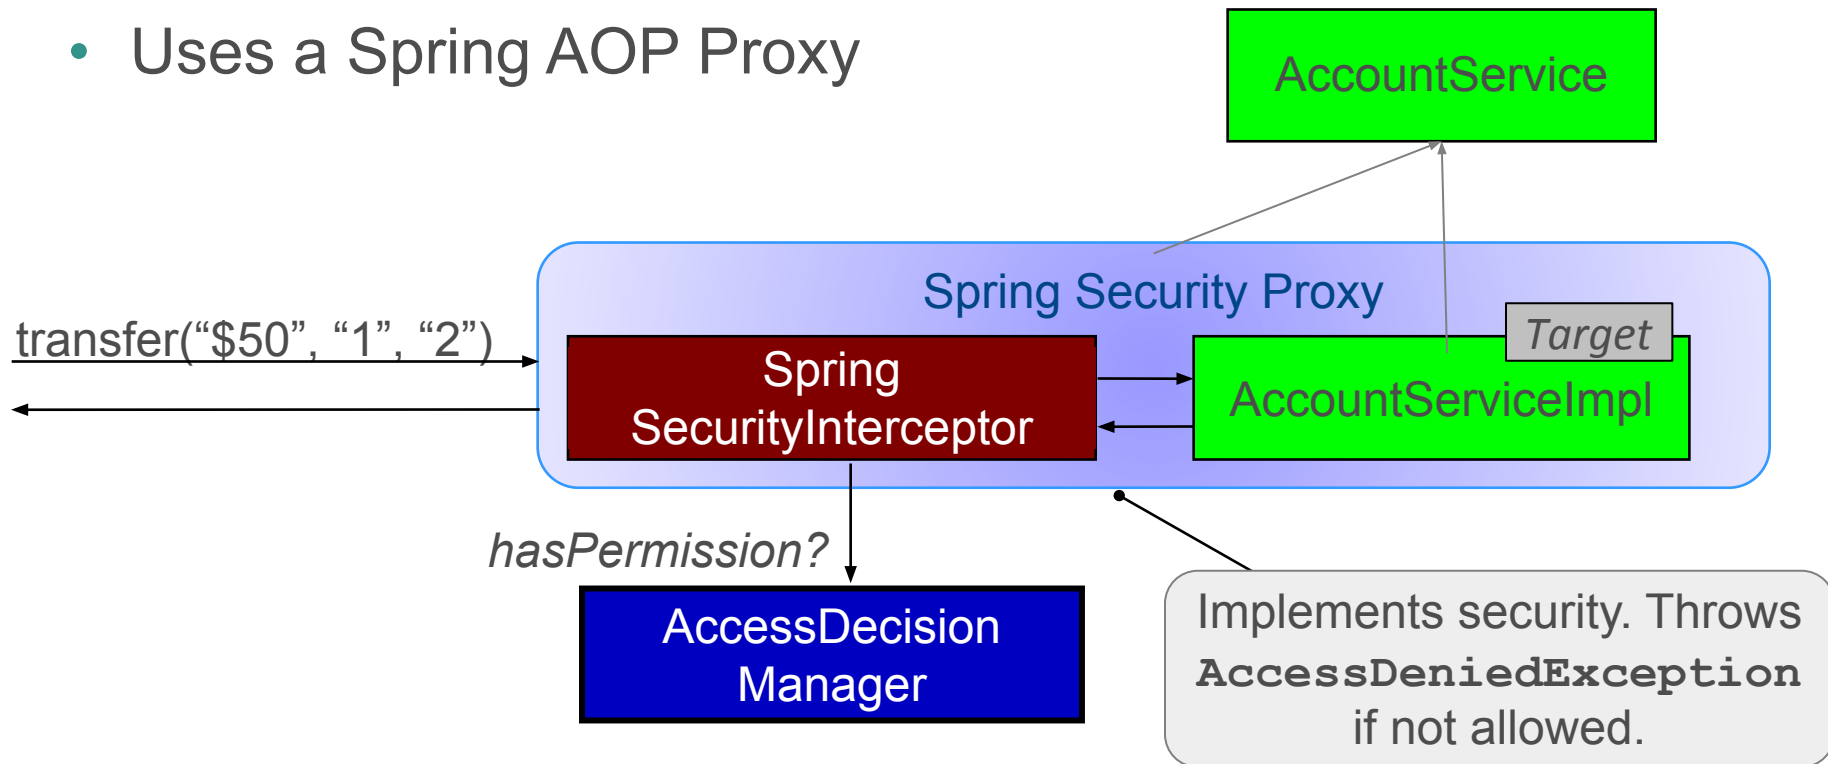 • Uses a Spring AOP Proxy
AccountService
Spring Security Proxy
transfer(“$50”, “1”, “2”)
Target
Spring
SecurityInterceptor
AccountServiceImpl
hasPermission?
AccessDecision
Manager
Implements security. Throws
AccessDeniedException
if not allowed.